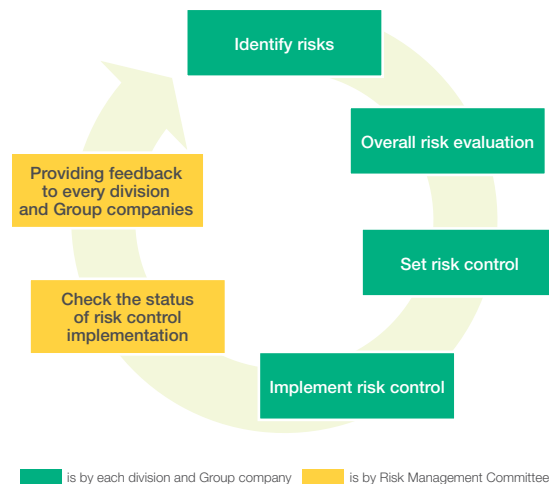 Identify risks
Overall risk evaluation
Set risk control
Implement risk control
Check the status
of risk control
implementation
Providing feedback
to every division
and Group companies
is by each division and Group company
is by Risk Management Committee